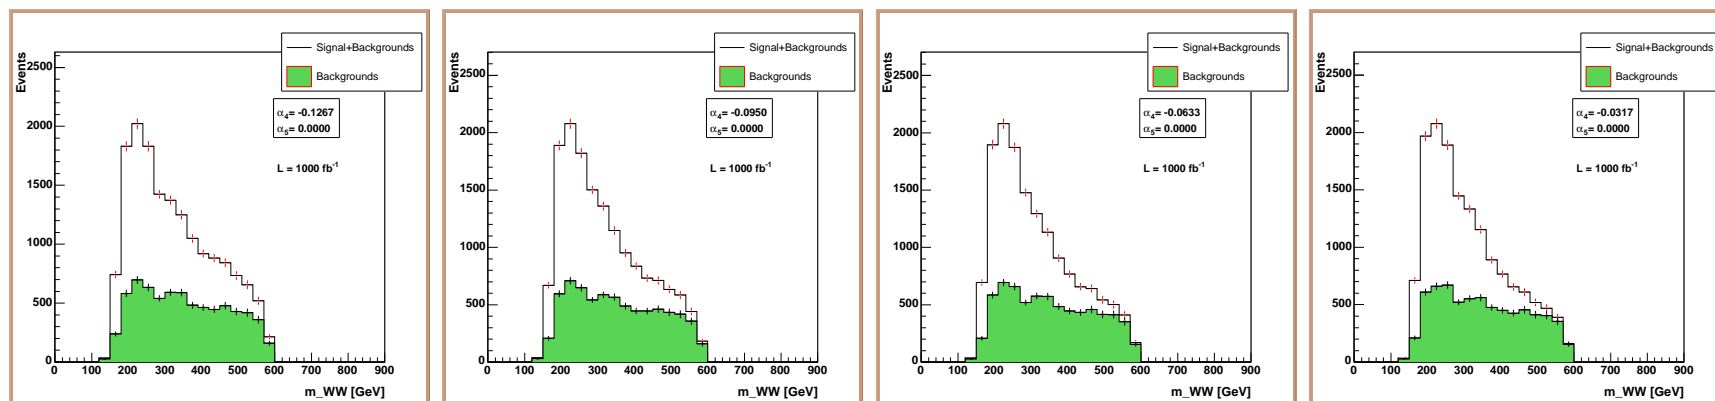 Events
2500
2000
1500
1000
500
0
Signal+Backgrounds
Backgrounds
α4= -0.1267
α5= 0.0000
L = 1000 fb-1
0 100 200 300 400 500 600 700 800 900
m_WW [GeV]
Events
2500
2000
1500
1000
500
0
Signal+Backgrounds
Backgrounds
α4= -0.0950
α5= 0.0000
L = 1000 fb-1
0 100 200 300 400 500 600 700 800 900
m_WW [GeV]
Events
2500
2000
1500
1000
500
0
Signal+Backgrounds
Backgrounds
α4= -0.0633
α5= 0.0000
L = 1000 fb-1
0 100 200 300 400 500 600 700 800 900
m_WW [GeV]
Events
2500
2000
1500
1000
500
0
Signal+Backgrounds
Backgrounds
α4= -0.0317
α5= 0.0000
L = 1000 fb-1
0 100 200 300 400 500 600 700 800 900
m_WW [GeV]